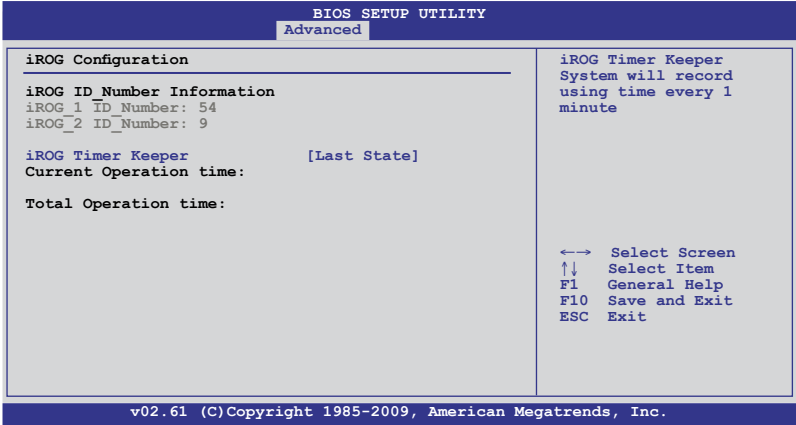 BIOS SETUP UTILITY
Advanced
iROG Configuration
iROG ID_Number Information
iROG_1 ID_Number: 54
iROG_2 ID_Number: 9
iROG Timer Keeper [Last State]
Current Operation time:
Total Operation time:
iROG Timer Keeper
System will record
using time every 1
minute
←→ Select Screen
↑↓ Select Item
F1 General Help
F10 Save and Exit
ESC Exit
v02.61 (C)Copyright 1985-2009, American Megatrends, Inc.